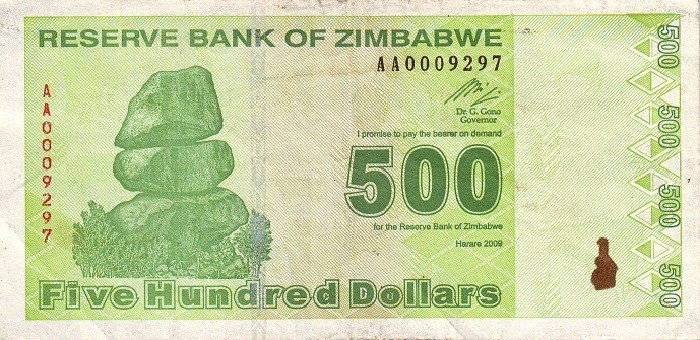 RESERVE BANK OF ZIMBABWE
AA0009297
AA0009297
Dr. G. Gono
Governor
I promise to pay the bearer on demand
500
for the Reserve Bank of Zimbabwe
Harare 2009
Five Hundred Dollars
500
500
500
500